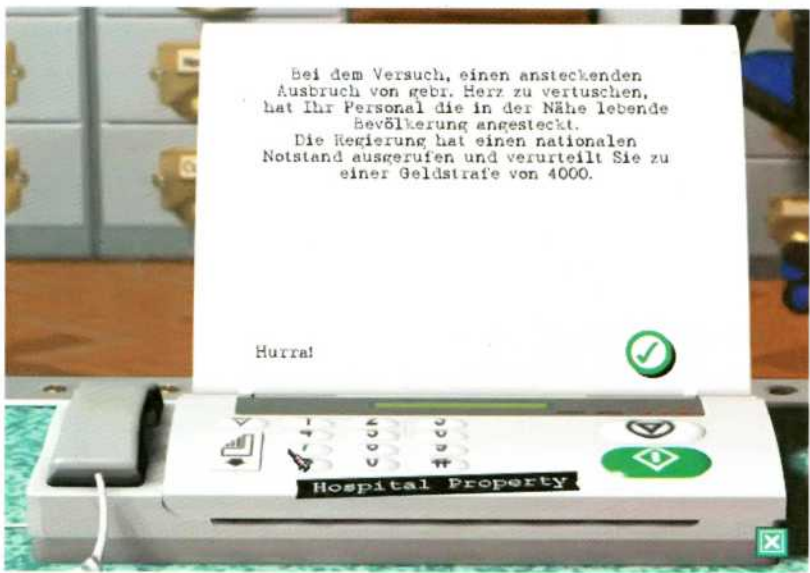 Bei dem Versuch, einen ansteckenden
Ausbruch von gebr. Herz zu vertuschen,
hat Ihr Personal die in der Nähe lebende
Bevölkerung angesteckt.
Die Regierung hat einen nationalen
Notstand ausgerufen und verurteilt Sie zu
einer Geldstrafe von 4000.
Hurra!
Hospital Property